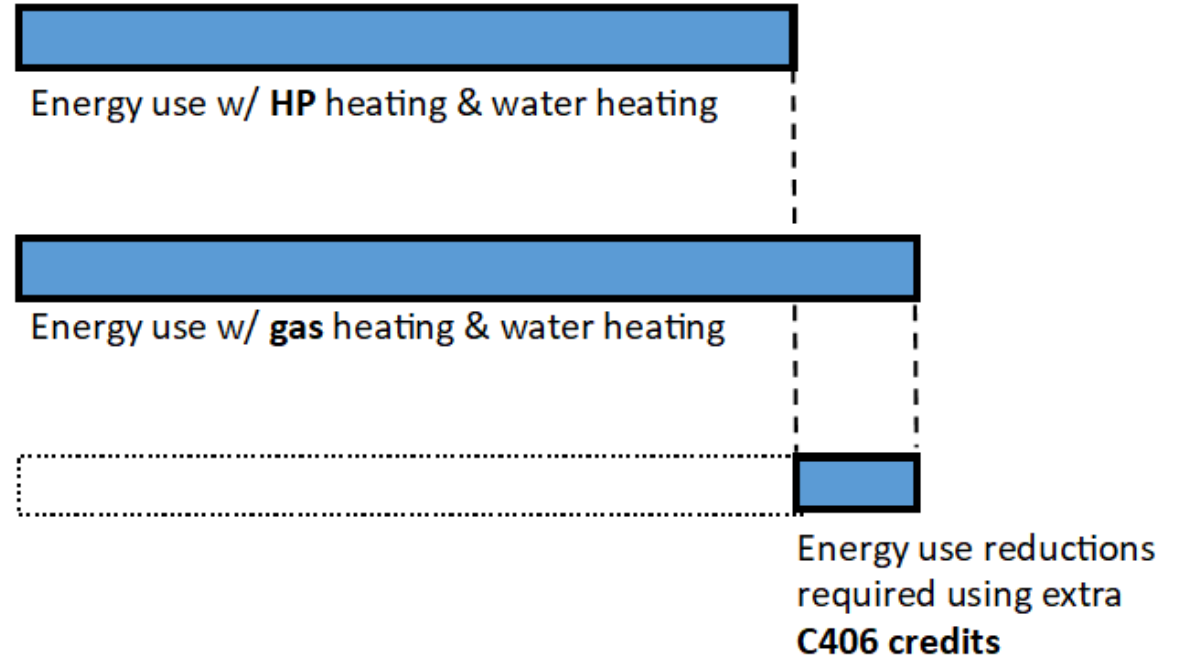 Energy use w/ HP heating & water heating
Energy use w/ gas heating & water heating
Energy use reductions
required using extra
C406 credits